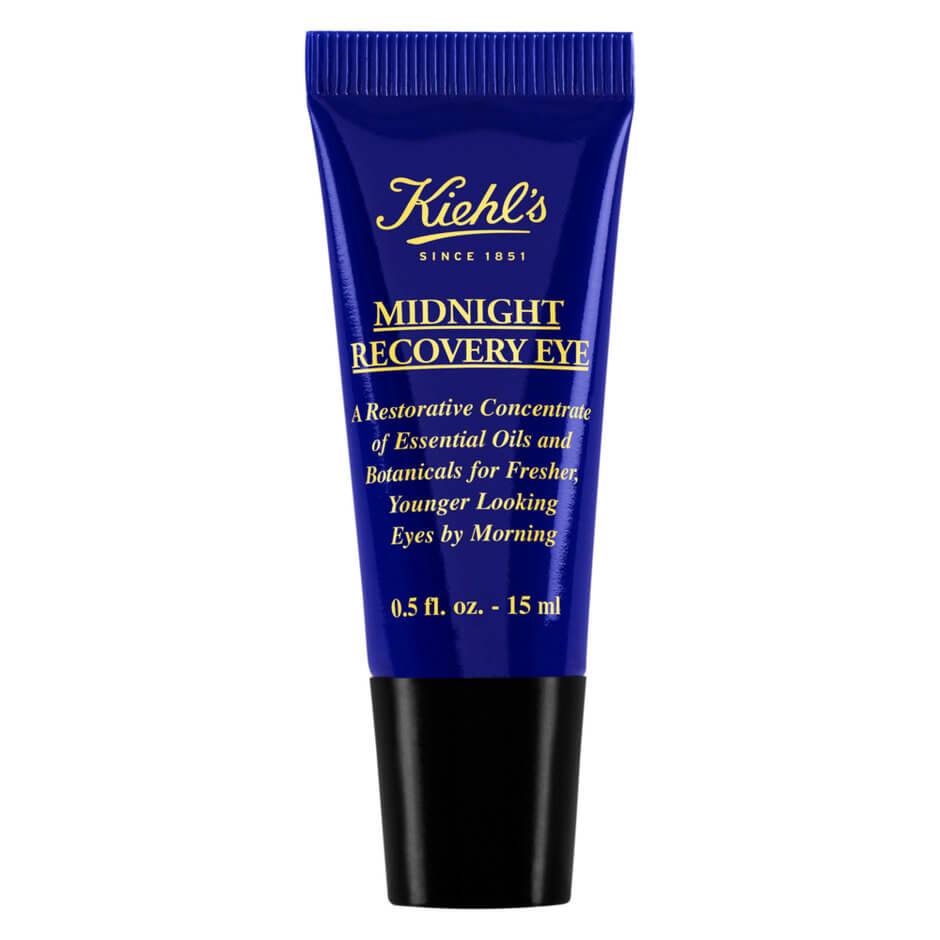 Kiehl's
SINCE 1851
MIDNIGHT
RECOVERY EYE
A Restorative Concentrate
of Essential Oils and
Botanicals for Fresher,
Younger Looking
Eyes by Morning
0.5 fl. oz. - 15 ml